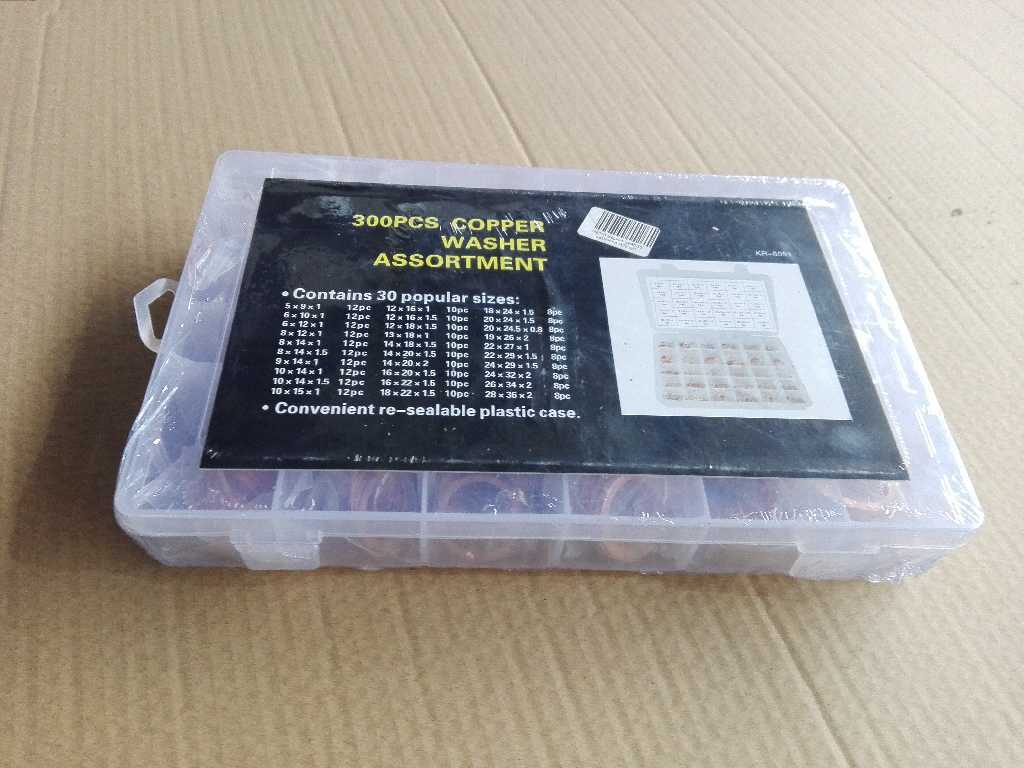 300PCS COPPER
WASHER
ASSORTMENT
KR-5051
• Contains 30 popular sizes:
5 × 9 × 1 12pc 12 × 16 × 1 10pc 18 × 24 × 1.5 8pc
6 × 10 × 1 12pc 12 × 16 × 1.5 10pc 20 × 24 × 1.5 8pc
6 × 12 × 1 12pc 12 × 18 × 1.5 10pc 20 × 24.5 × 0.8 8pc
8 × 12 × 1 12pc 13 × 18 × 1 10pc 19 × 26 × 2 8pc
8 × 14 × 1 12pc 14 × 18 × 1.5 10pc 22 × 27 × 1 8pc
8 × 14 × 1.5 12pc 14 × 20 × 1.5 10pc 22 × 29 × 1.5 8pc
9 × 14 × 1 12pc 14 × 20 × 2 10pc 24 × 29 × 1.5 8pc
10 × 14 × 1 12pc 16 × 20 × 1.5 10pc 24 × 32 × 2 8pc
10 × 14 × 1.5 12pc 16 × 22 × 1.5 10pc 26 × 34 × 2 8pc
10 × 15 × 1 12pc 18 × 22 × 1.5 10pc 28 × 36 × 2 8pc
• Convenient re-sealable plastic case.